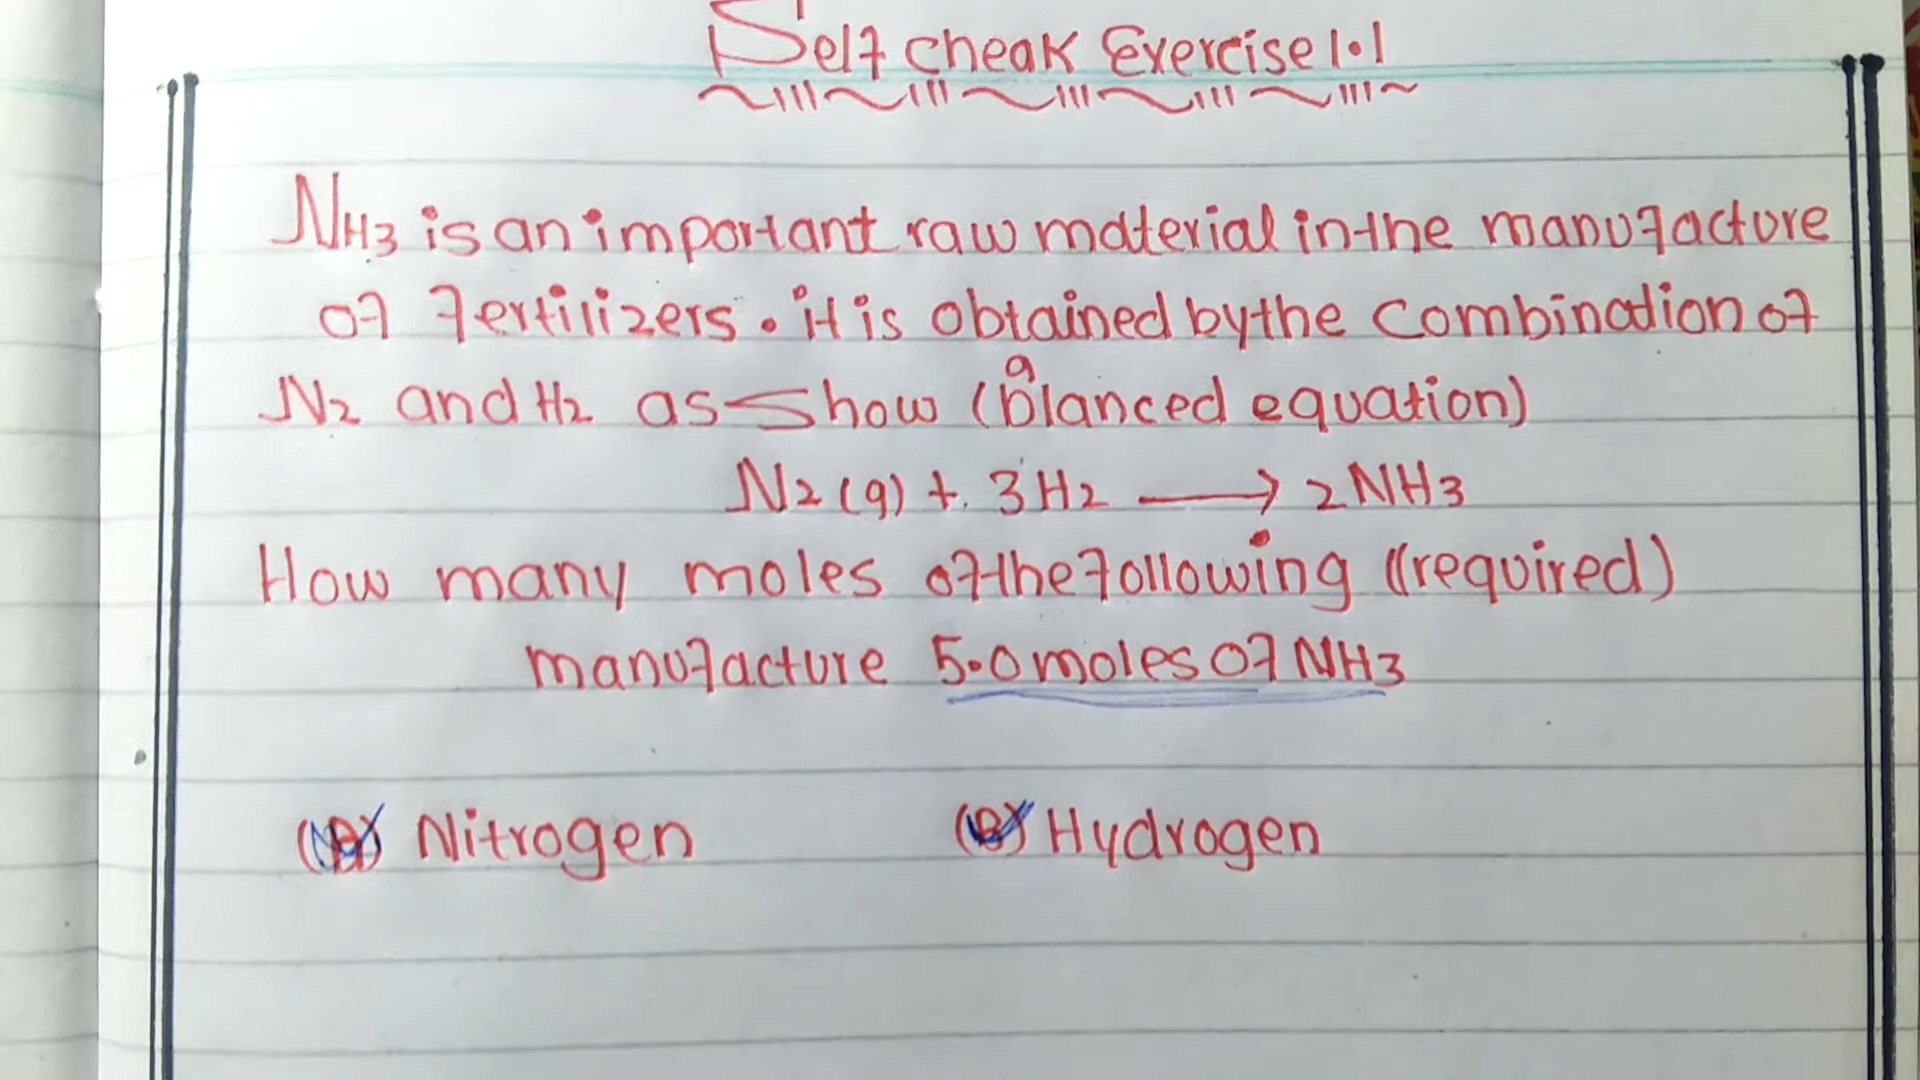 Self cheak Exercise 1.1
NH3 is an important raw material in the manufacture
of fertilizers. it is obtained by the combination of
N2 and H2 as show (balanced equation)
N2(g) + 3H2 ⟶ 2NH3
How many moles of the following ((required)
manufacture 5.0 moles of NH3
(A) Nitrogen (B) Hydrogen